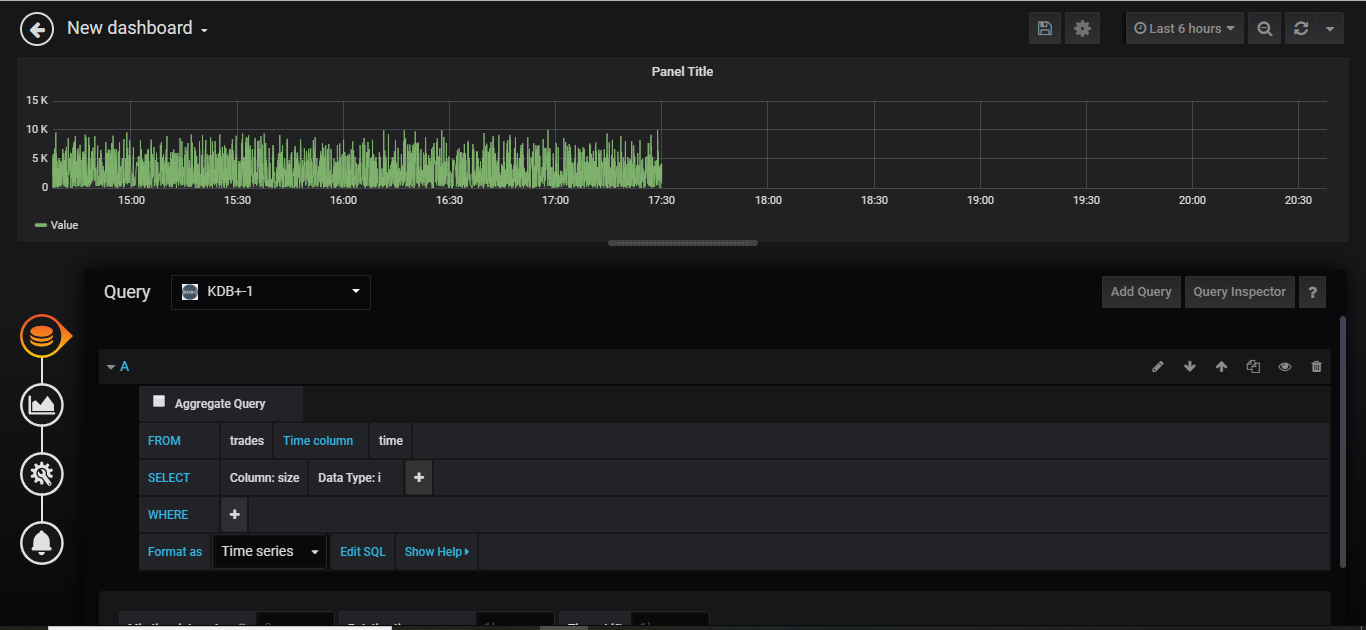 New dashboard
Last 6 hours
Panel Title
15 K
10 K
5 K
0
15:00 15:30 16:00 16:30 17:00 17:30 18:00 18:30 19:00 19:30 20:00 20:30
Value
Query KDB+-1 Add Query Query Inspector ?
A
Aggregate Query
FROM trades Time column time
SELECT Column: size Data Type: i +
WHERE +
Format as Time series Edit SQL Show Help